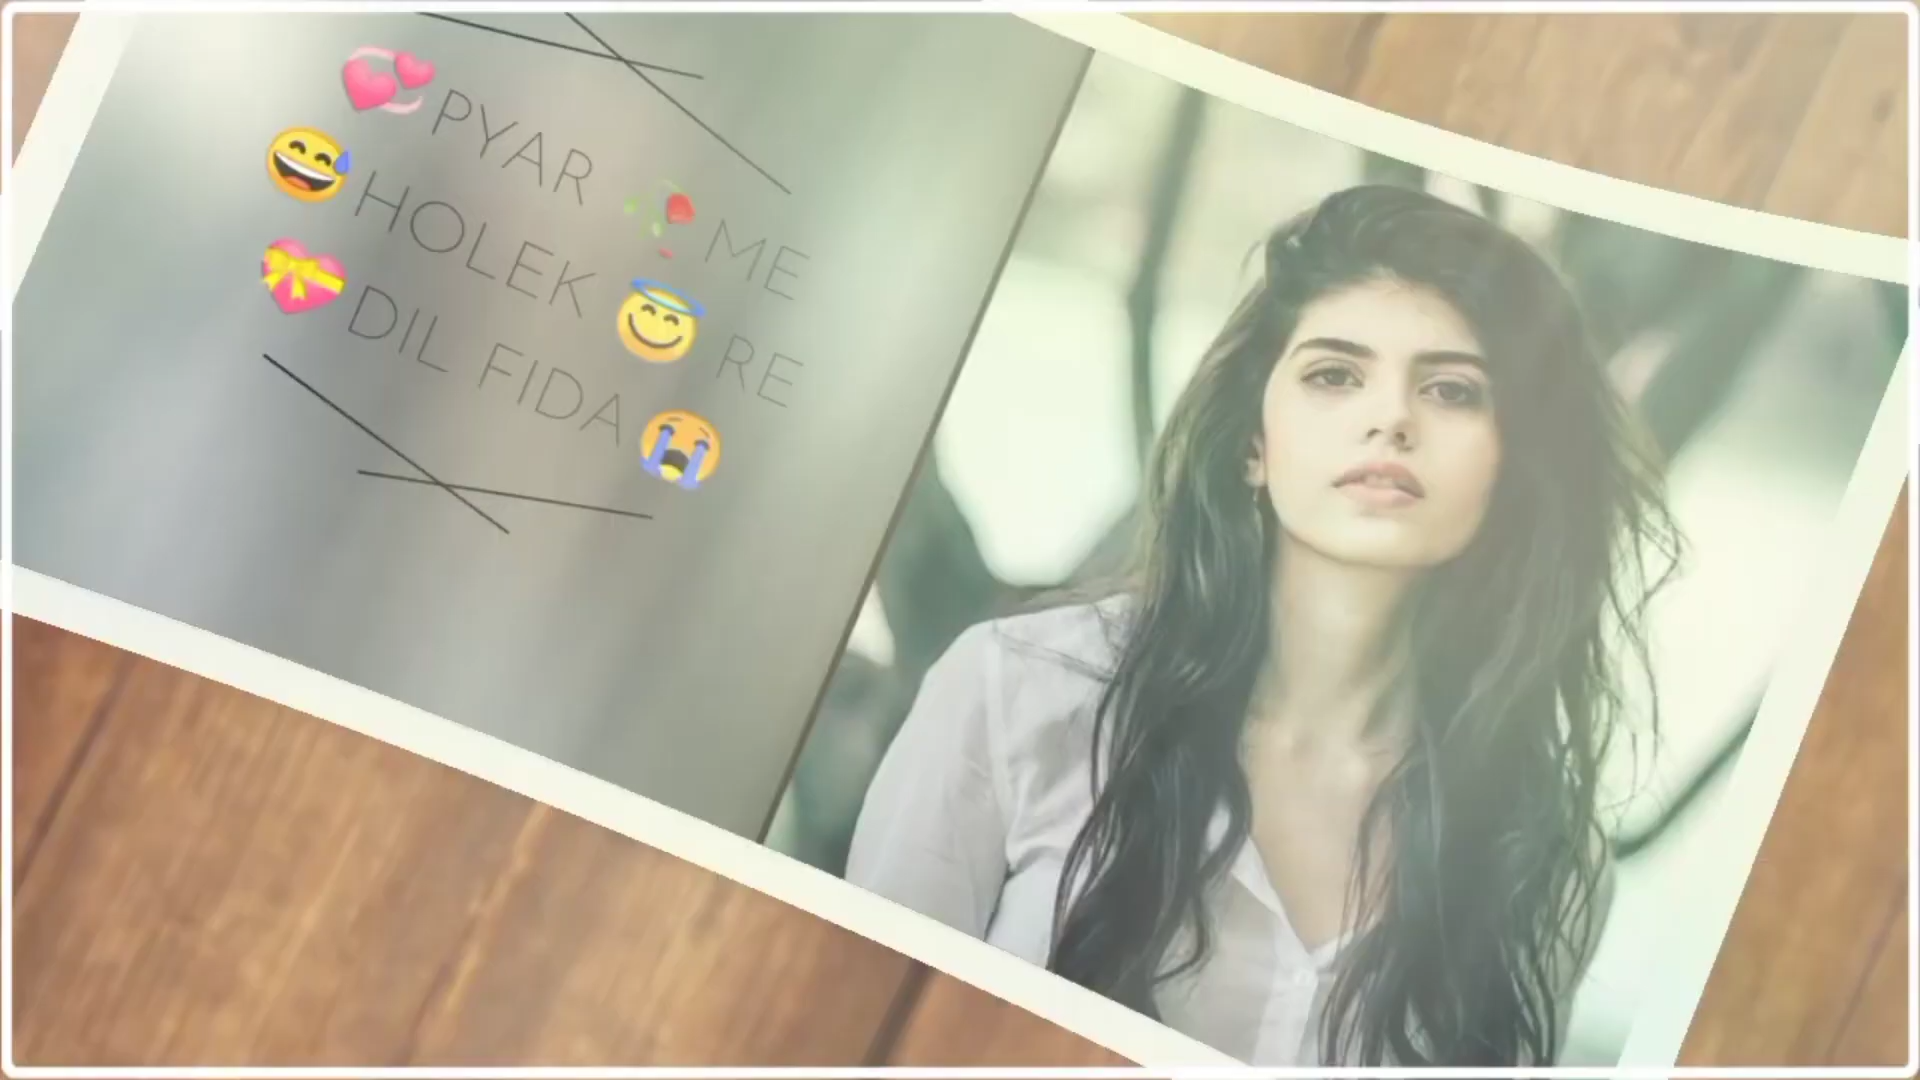 💞PYAR 🥀ME
😅HOLEK 😇RE
💝DIL FIDA😭